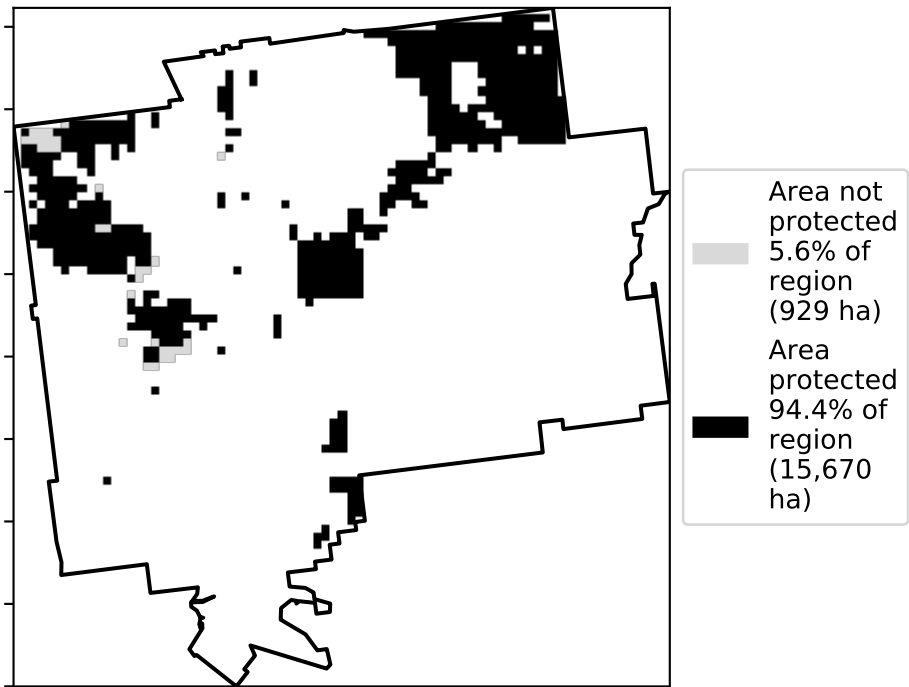 Area not
protected
5.6% of
region
(929 ha)
Area
protected
94.4% of
region
(15,670
ha)